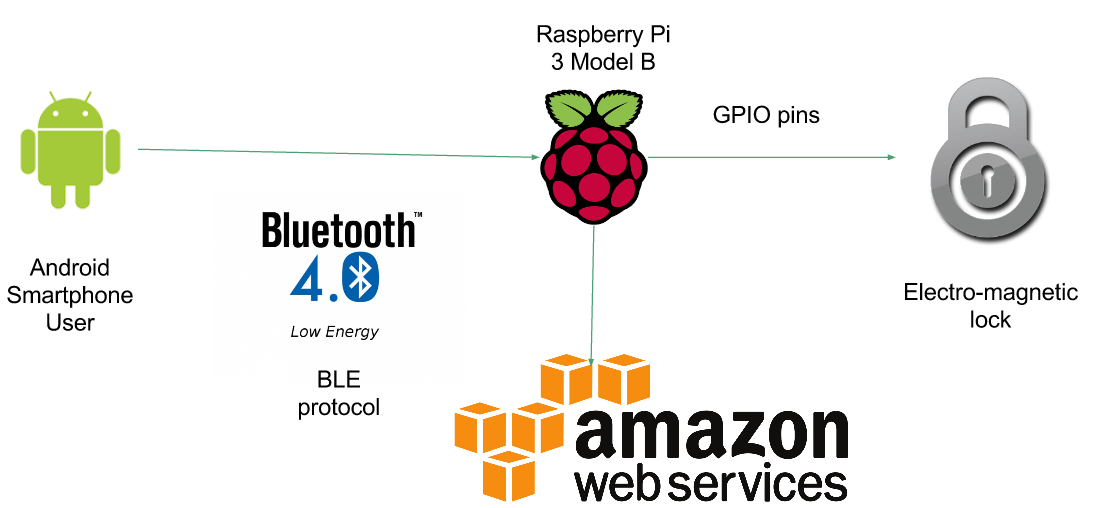 Raspberry Pi
3 Model B
GPIO pins
Bluetooth™
4.0
Low Energy
BLE
protocol
Android
Smartphone
User
Electro-magnetic
lock
amazon
web services